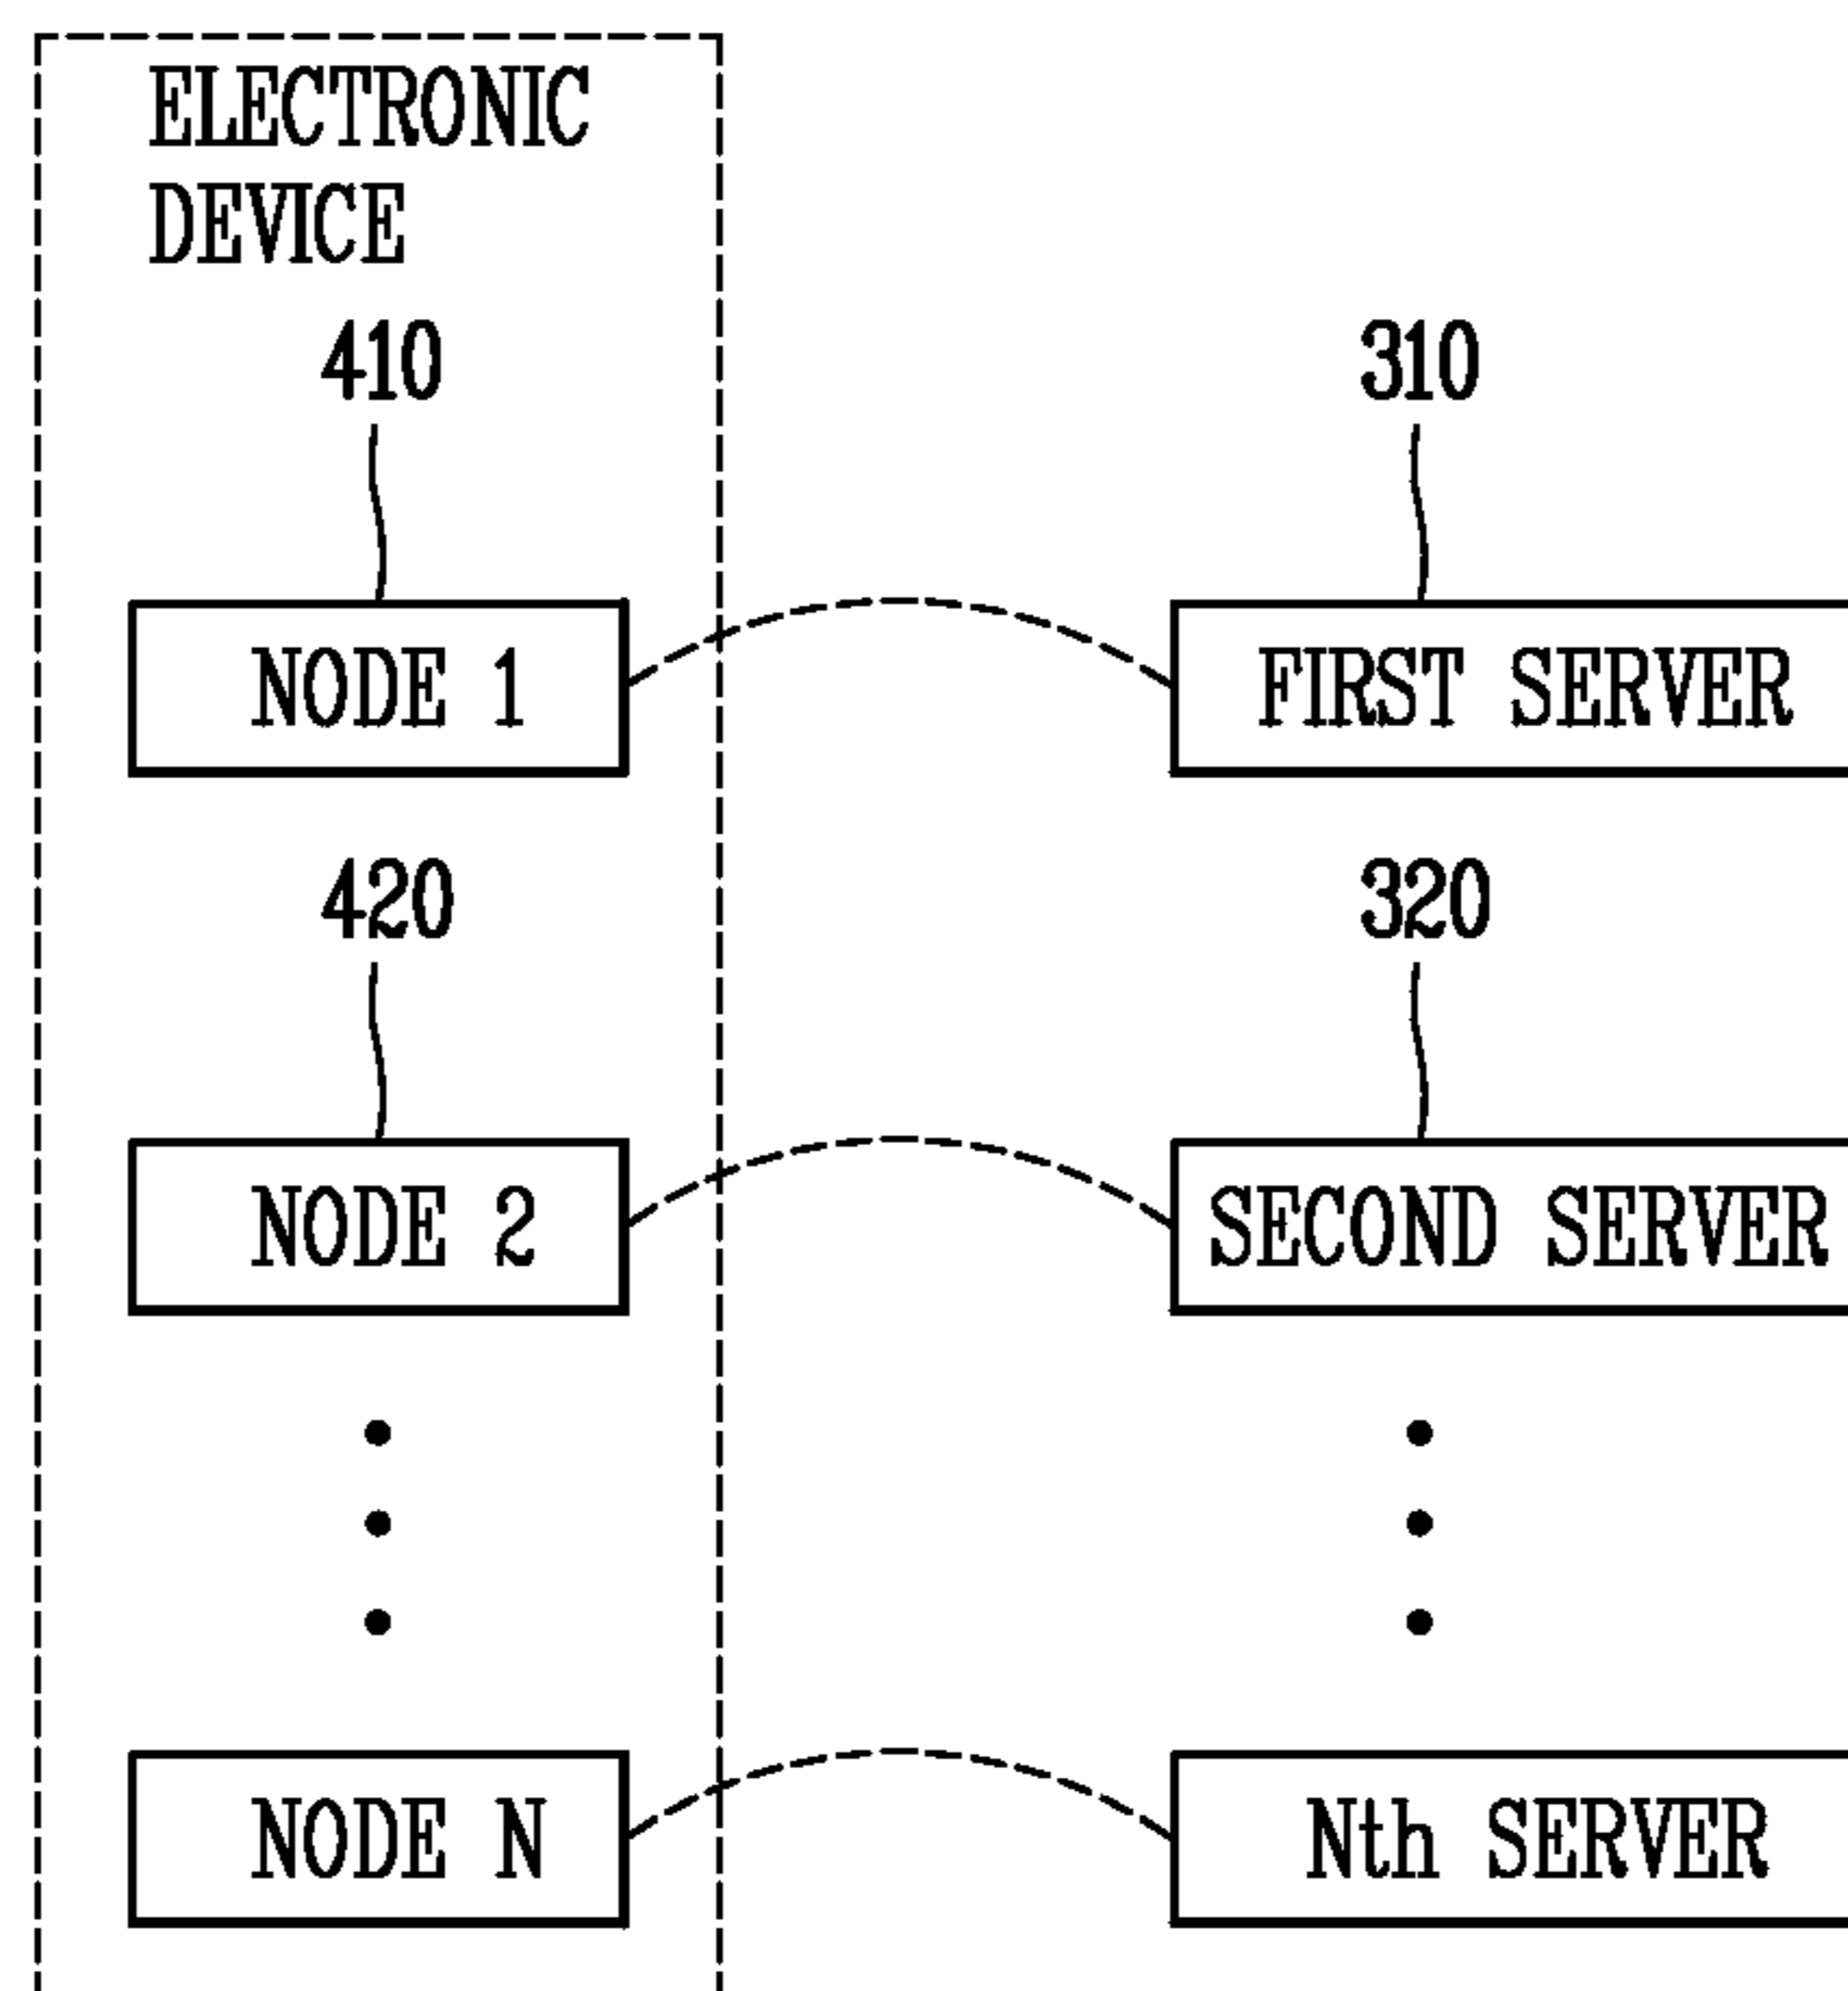 ELECTRONIC
DEVICE
410 310
NODE 1 FIRST SERVER
420 320
NODE 2 SECOND SERVER
NODE N Nth SERVER